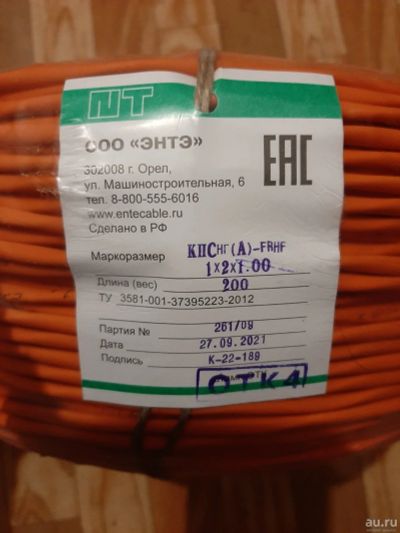 NT
ООО «ЭНТЭ»
302008 г. Орел,
ул. Машиностроительная, 6
тел. 8-800-555-6016
www.entecable.ru
Сделано в РФ
EAC
Маркоразмер КПСнг(А)-FRHF
1х2х1.00
Длина (вес) 200
ТУ 3581-001-37395223-2012
Партия № 261/09
Дата 27.09.2021
Подпись К-22-189
ОТК 4
au.ru